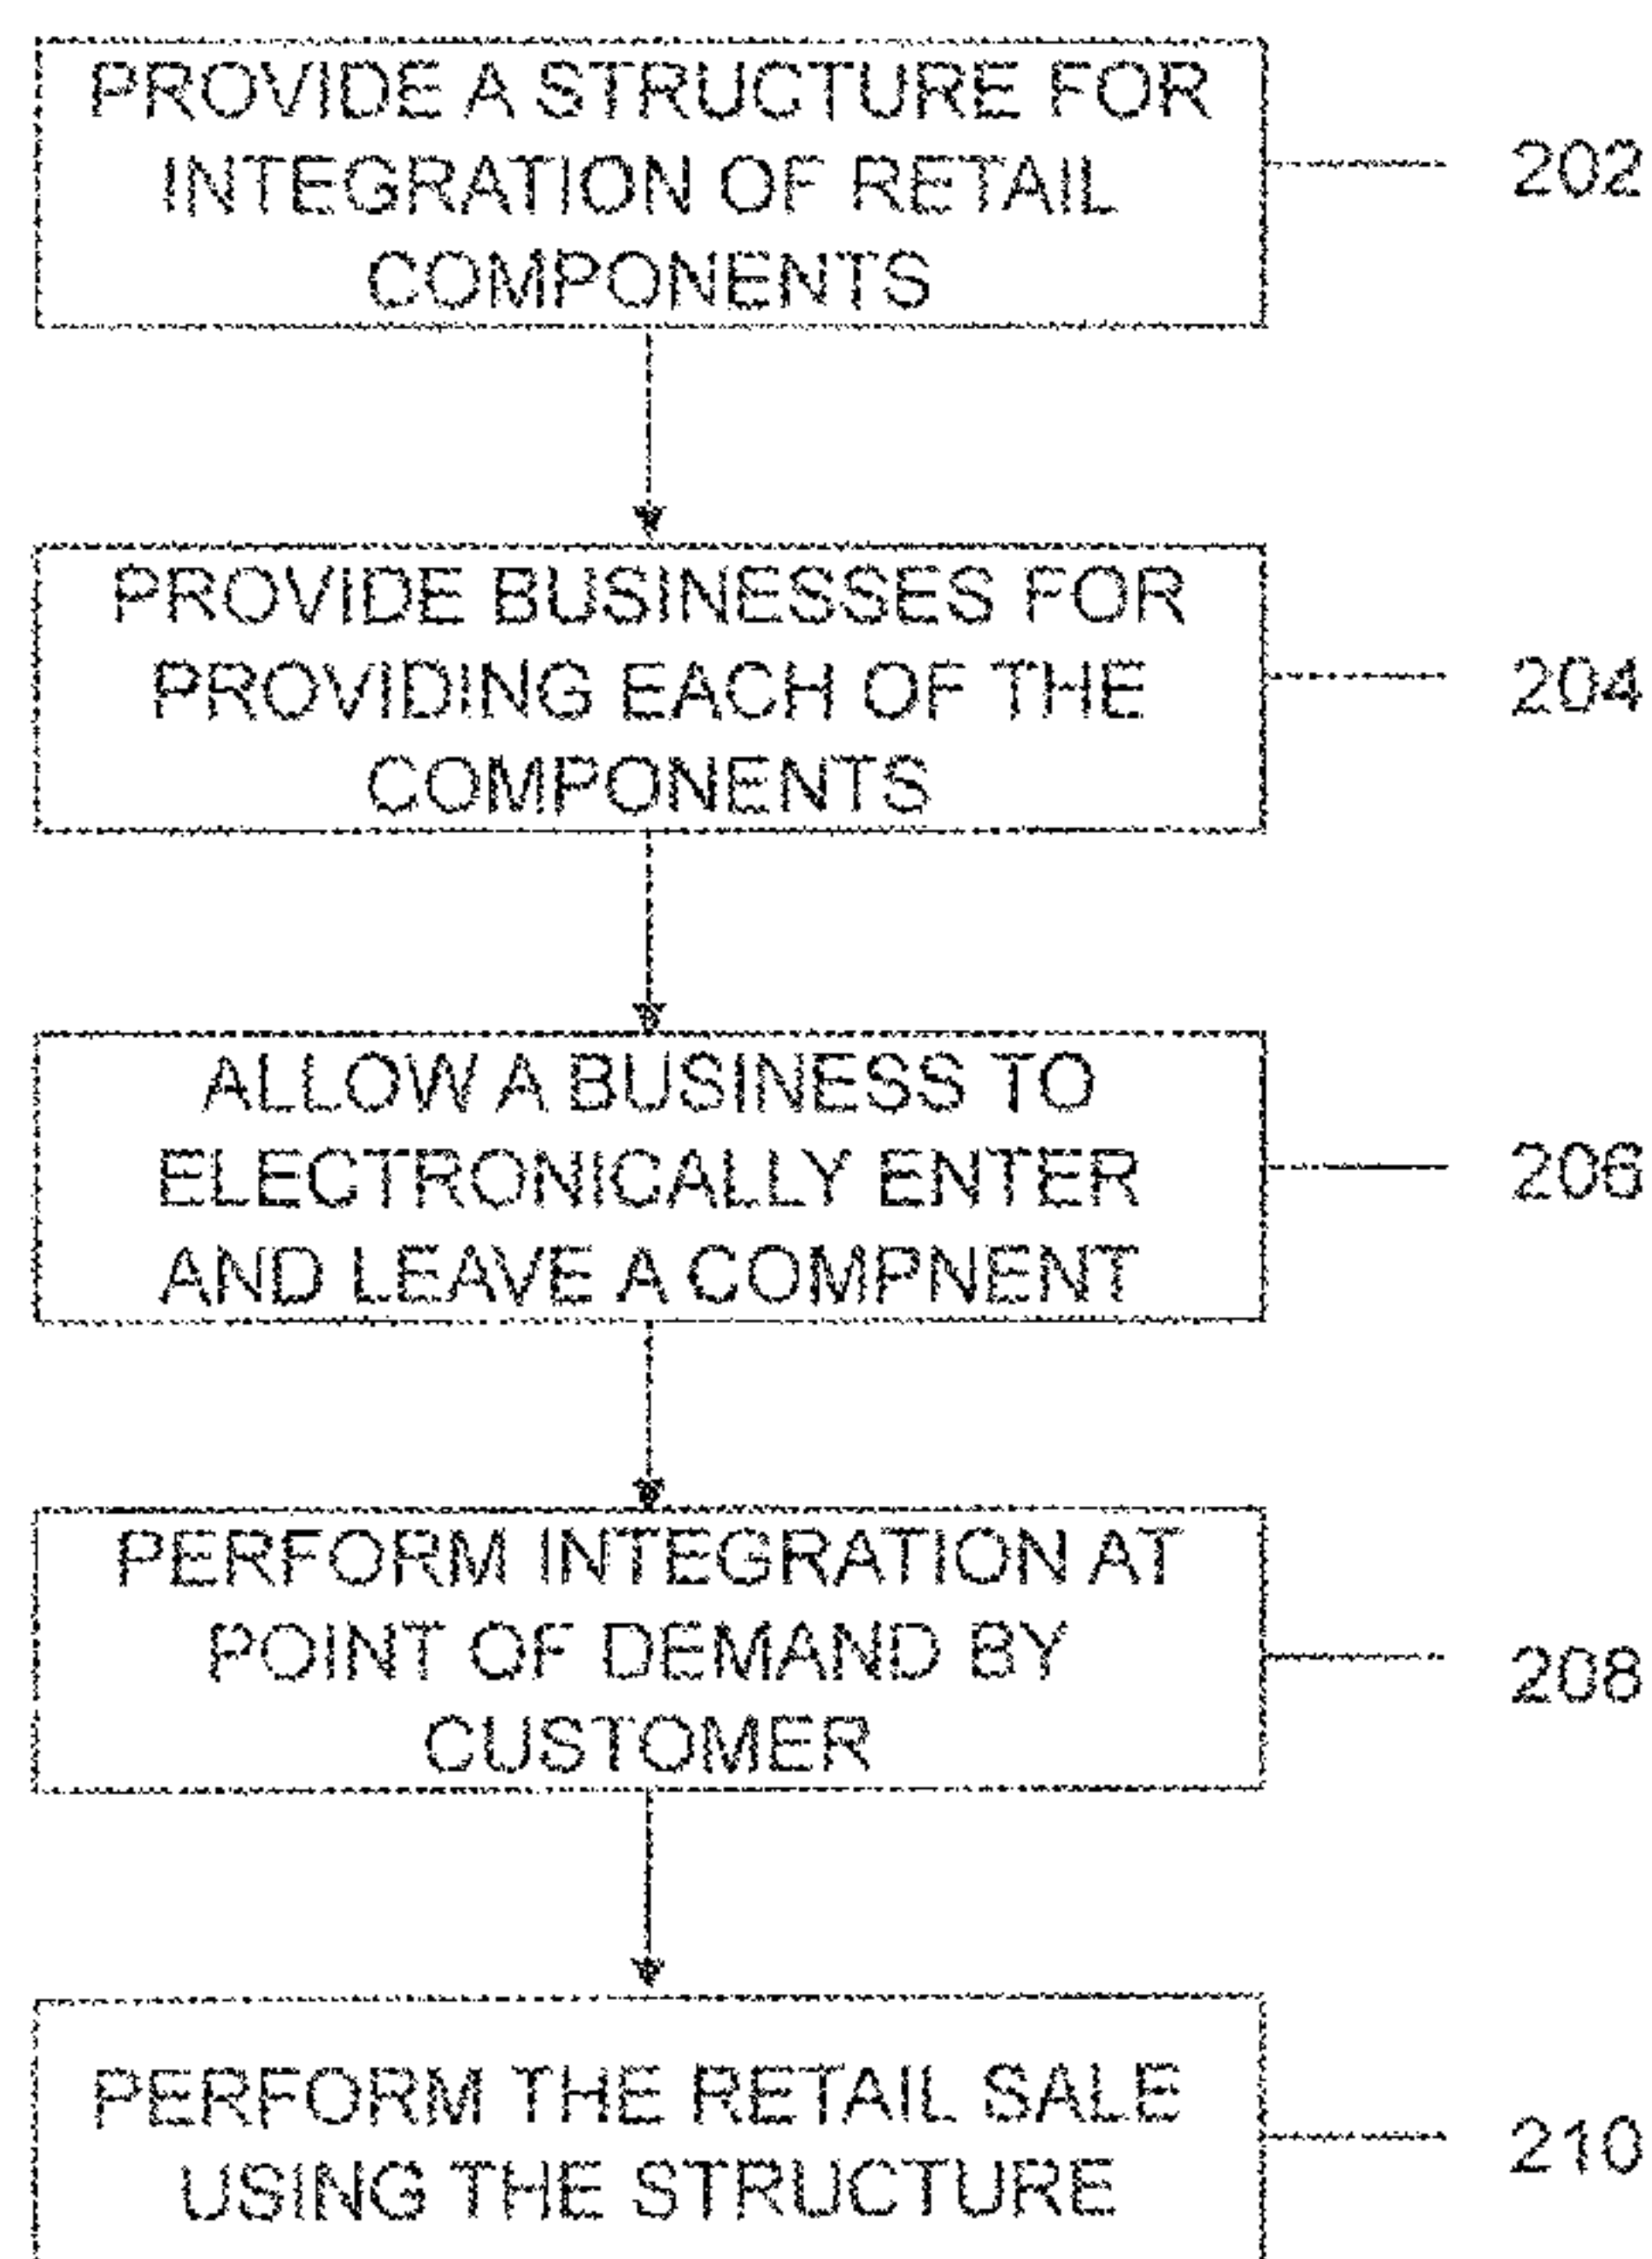 PROVIDE A STRUCTURE FOR
INTEGRATION OF RETAIL
COMPONENTS
202
PROVIDE BUSINESSES FOR
PROVIDING EACH OF THE
COMPONENTS
204
ALLOW A BUSINESS TO
ELECTRONICALLY ENTER
AND LEAVE A COMPNENT
206
PERFORM INTEGRATION AT
POINT OF DEMAND BY
CUSTOMER
208
PERFORM THE RETAIL SALE
USING THE STRUCTURE
210